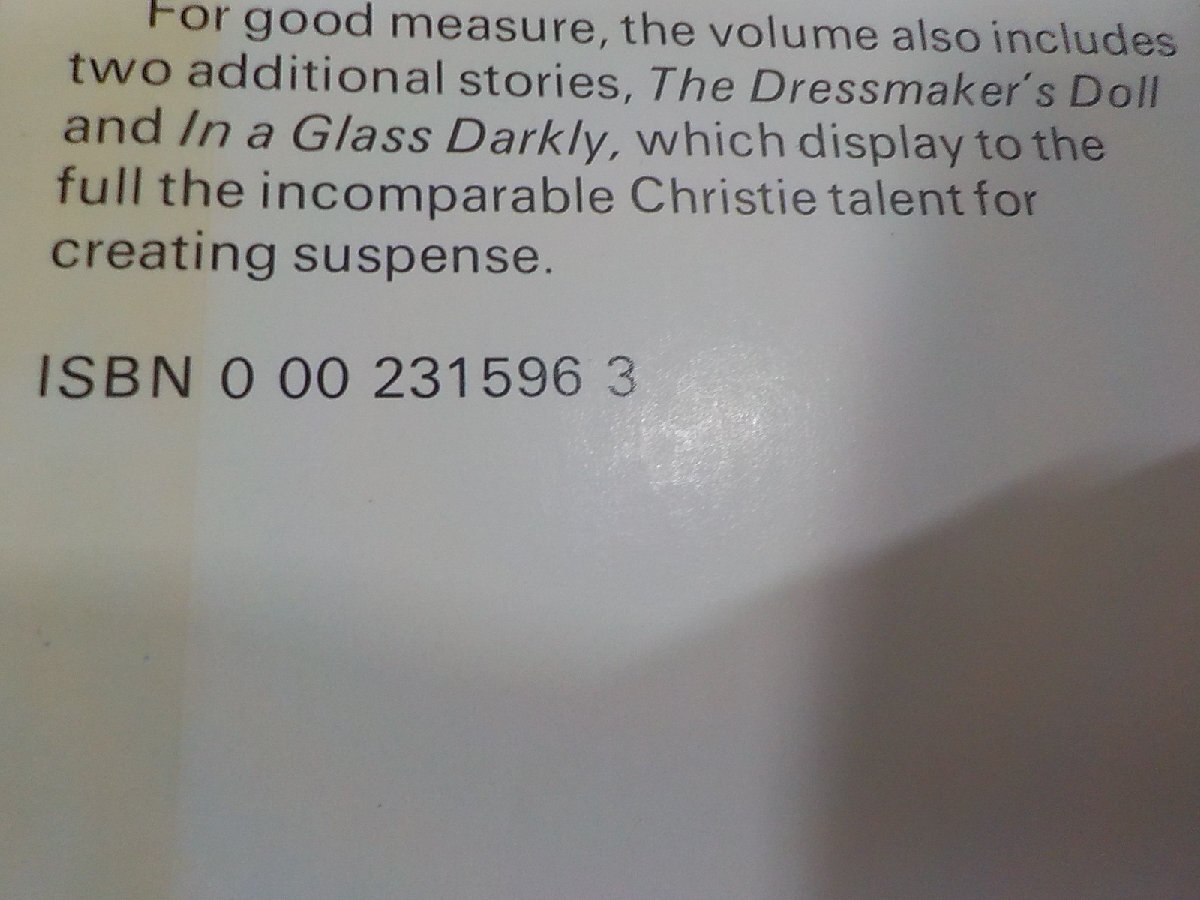 For good measure, the volume also includes
two additional stories, The Dressmaker's Doll
and In a Glass Darkly, which display to the
full the incomparable Christie talent for
creating suspense.
ISBN 0 00 231596 3